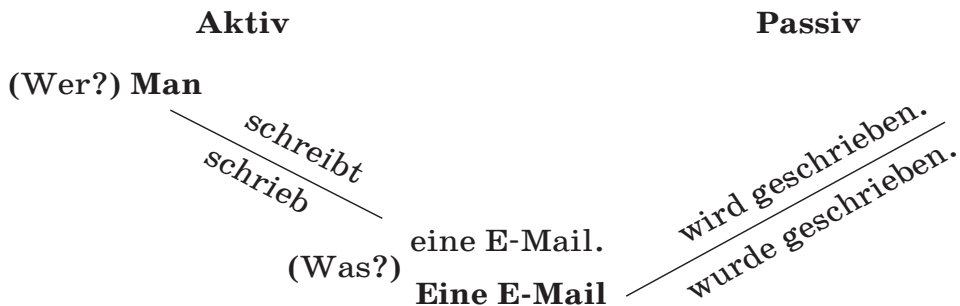 Aktiv
Passiv
(Wer?) Man
schreibt
schrieb
eine E-Mail.
(Was?)
Eine E-Mail
wird geschrieben.
wurde geschrieben.